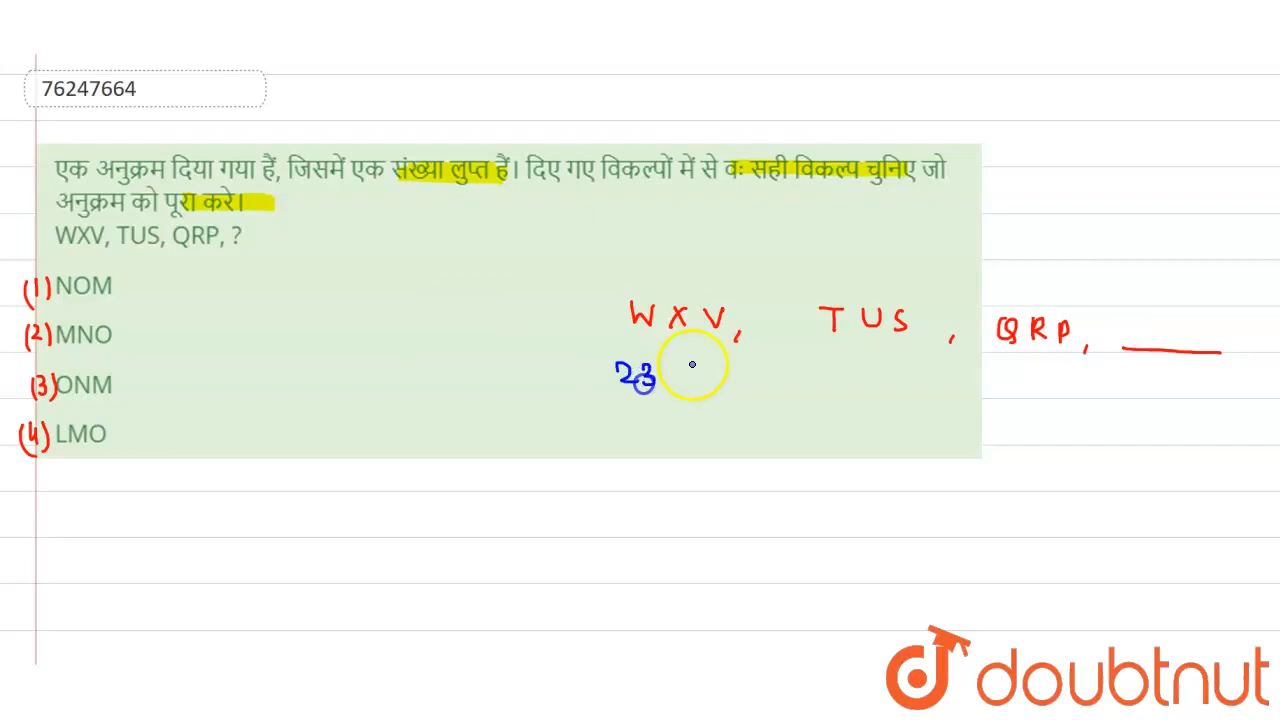 76247664
एक अनुक्रम दिया गया हैं, जिसमें एक संख्या लुप्त हैं। दिए गए विकल्पों में से वः सही विकल्प चुनिए जो
अनुक्रम को पूरा करे।
WXV, TUS, QRP, ?
(1) NOM
W X V, T U S, Q R P,
(2) MNO
23
(3) ONM
(4) LMO
doubtnut